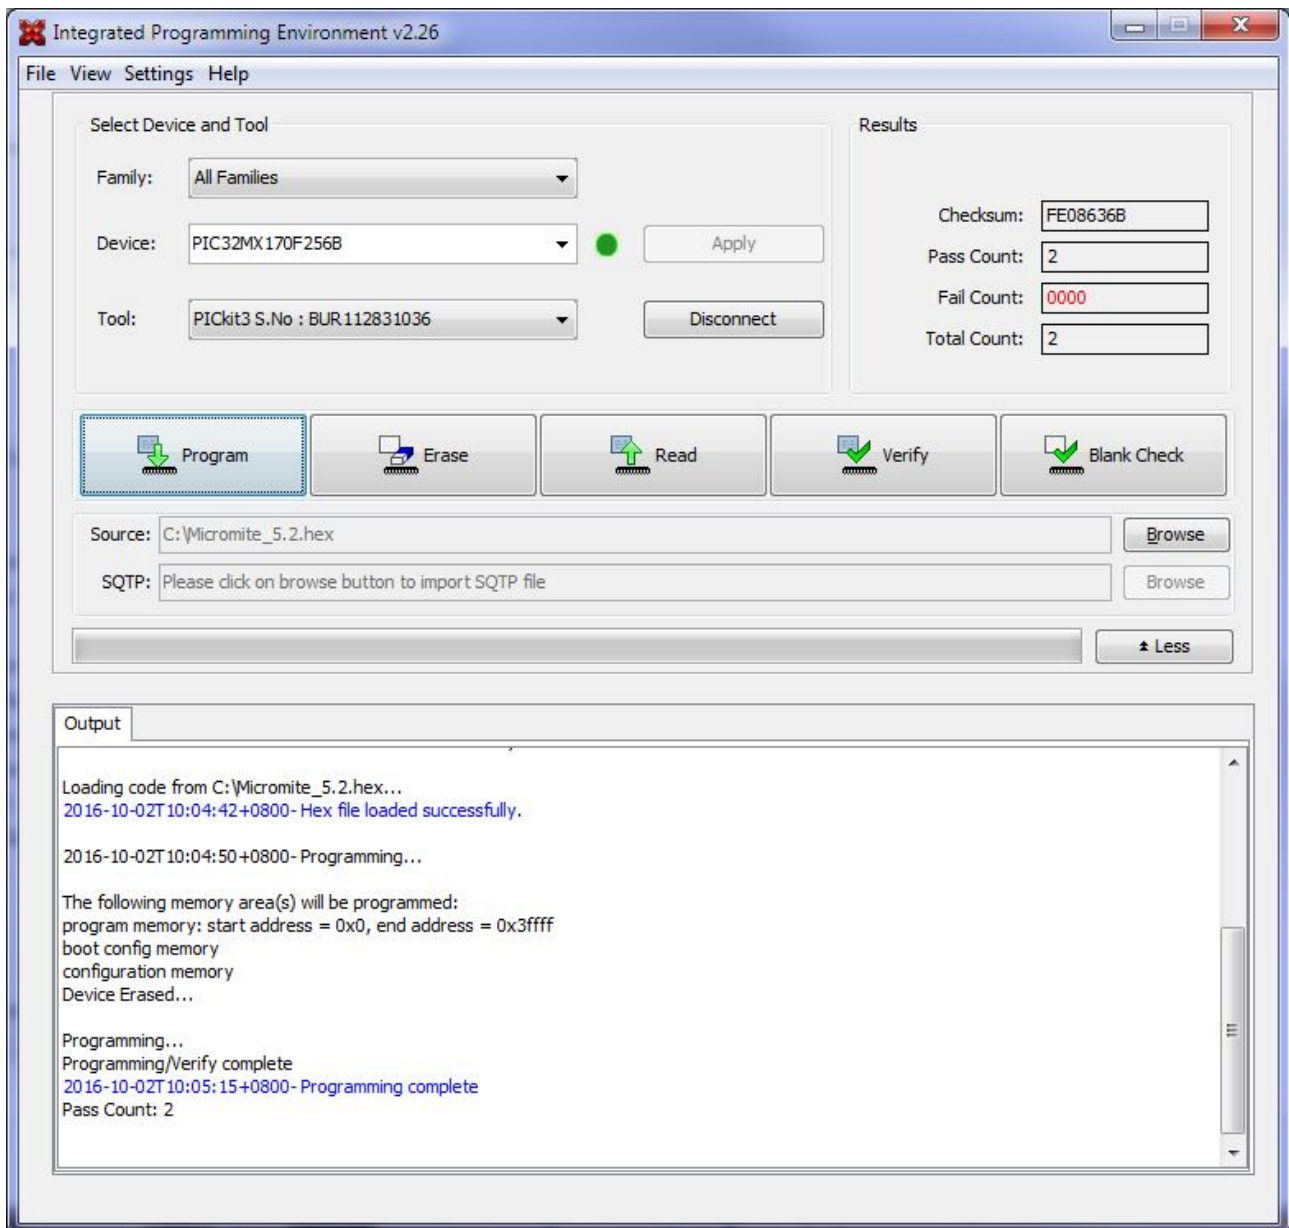 Integrated Programming Environment v2.26
File View Settings Help
Select Device and Tool
Family: All Families
Device: PIC32MX170F256B Apply
Tool: PICkit3 S.No : BUR112831036 Disconnect
Results
Checksum: FE08636B
Pass Count: 2
Fail Count: 0000
Total Count: 2
Program Erase Read Verify Blank Check
Source: C:\Micromite_5.2.hex Browse
SQTP: Please click on browse button to import SQTP file Browse
Less
Output
Loading code from C:\Micromite_5.2.hex...
2016-10-02T10:04:42+0800- Hex file loaded successfully.
2016-10-02T10:04:50+0800- Programming...
The following memory area(s) will be programmed:
program memory: start address = 0x0, end address = 0x3ffff
boot config memory
configuration memory
Device Erased...
Programming...
Programming/Verify complete
2016-10-02T10:05:15+0800- Programming complete
Pass Count: 2